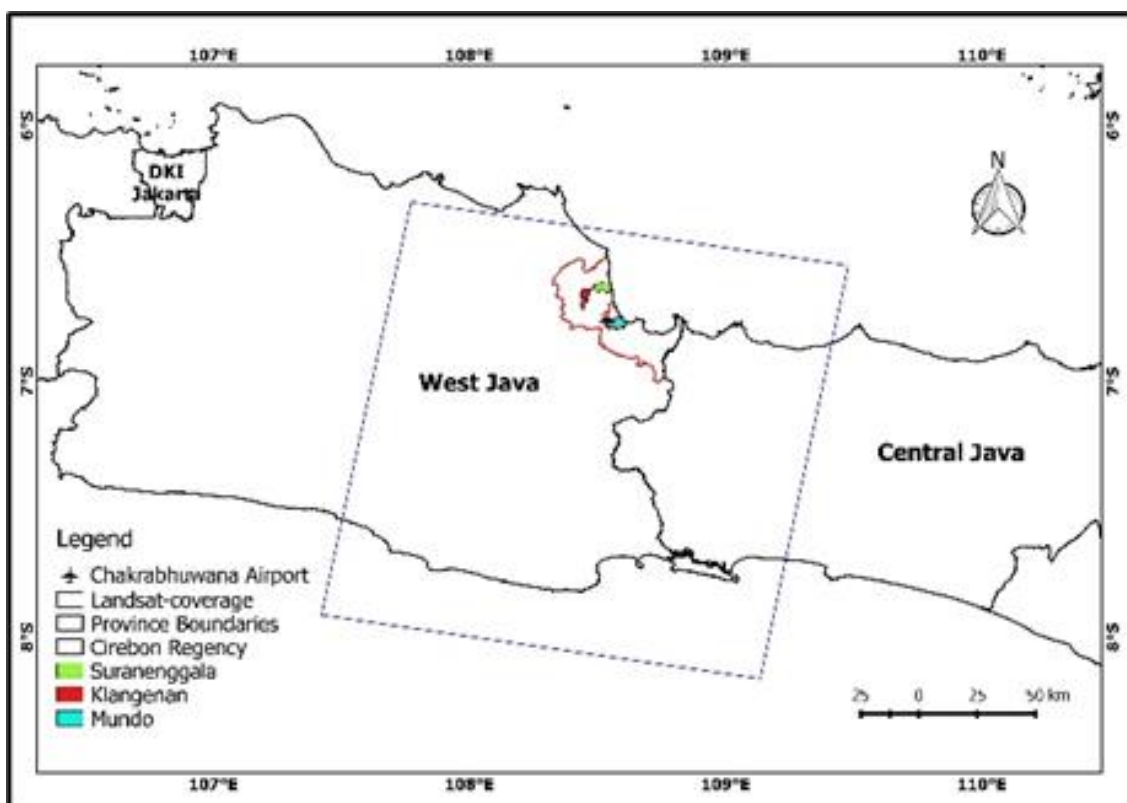 107°E 108°E 109°E 110°E
6°S 6°S
N
DKI
Jakarta
7°S 7°S
West Java
Central Java
Legend
Chakrabhuwana Airport
Landsat-coverage
Province Boundaries
Cirebon Regency
Suranenggala
Klangenan
Mundo
8°S 8°S
25 0 25 50 km
107°E 108°E 109°E 110°E